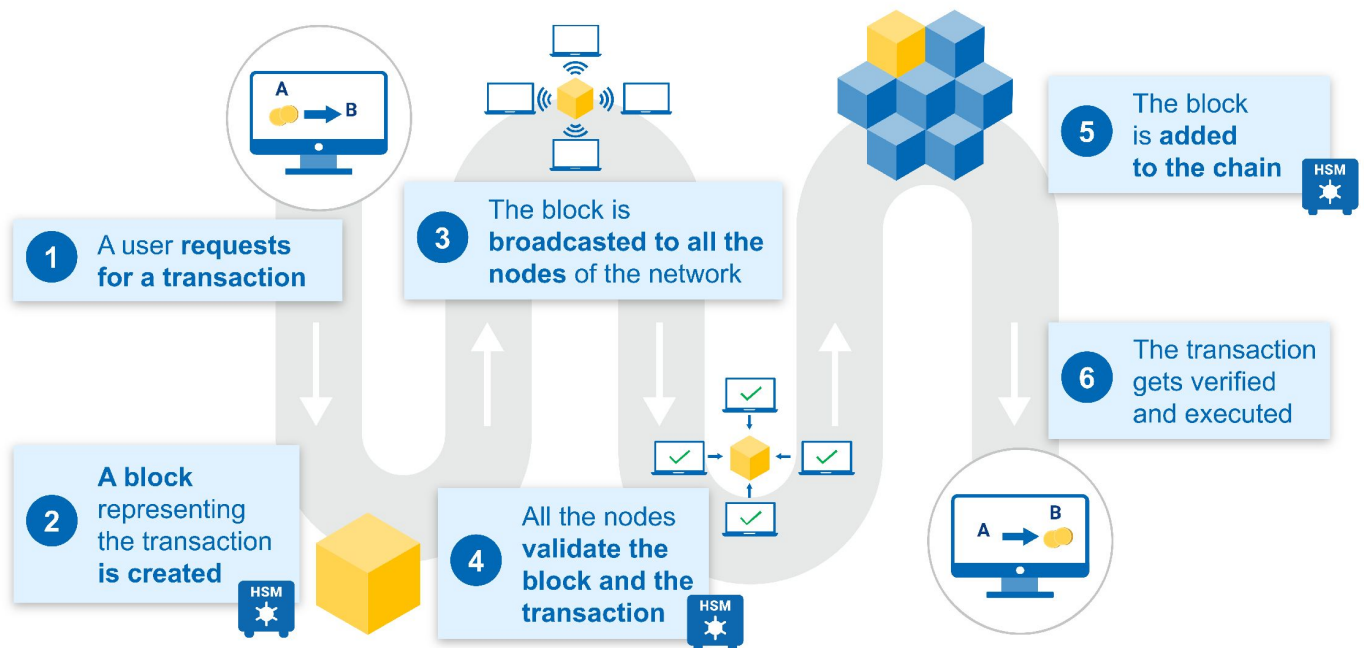 A
B
1
A user requests
for a transaction
2
A block
representing
the transaction
is created
HSM
3
The block is
broadcasted to all the
nodes of the network
4
All the nodes
validate the
block and the
transaction
HSM
5
The block
is added
to the chain
HSM
6
The transaction
gets verified
and executed
A
B